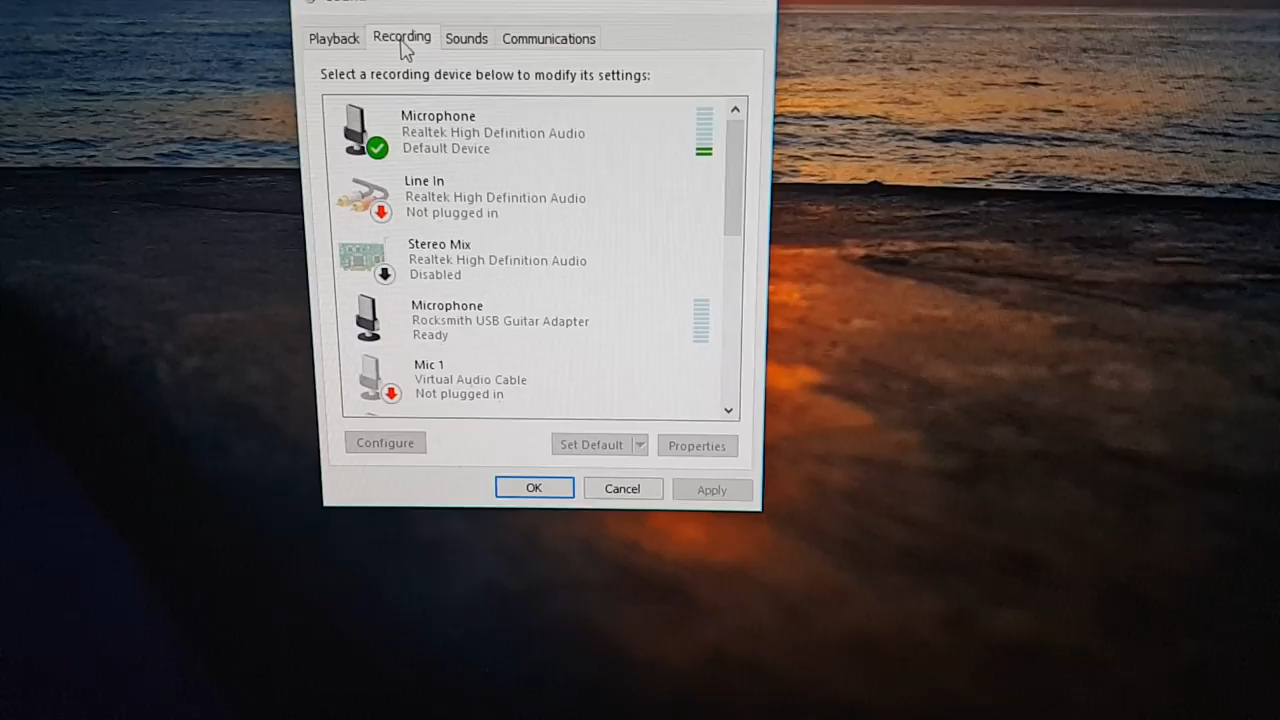 Playback
Recording
Sounds
Communications
Select a recording device below to modify its settings:
Microphone
Realtek High Definition Audio
Default Device
Line In
Realtek High Definition Audio
Not plugged in
Stereo Mix
Realtek High Definition Audio
Disabled
Microphone
Rocksmith USB Guitar Adapter
Ready
Mic 1
Virtual Audio Cable
Not plugged in
Configure
Set Default
Properties
OK
Cancel
Apply